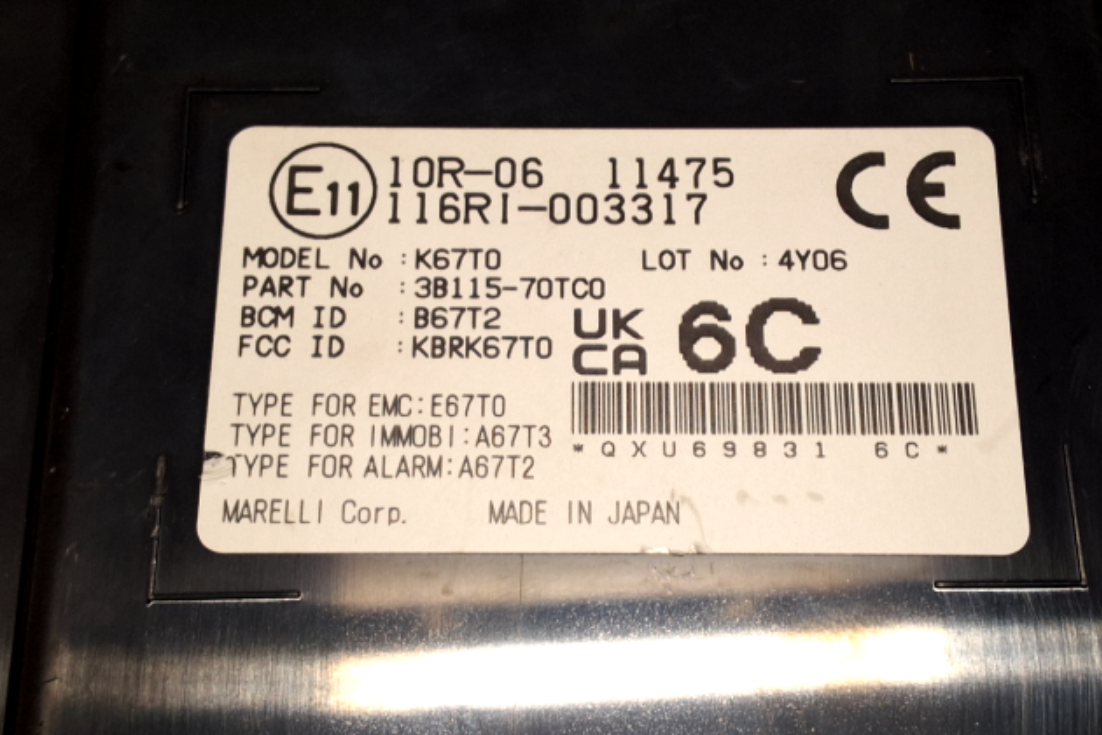 E11 10R-06 11475 CE
116RI-003317
MODEL No : K67T0 LOT No : 4Y06
PART No : 3B115-70TC0
BCM ID : B67T2
FCC ID : KBRK67T0
UK
CA 6C
TYPE FOR EMC:E67T0
TYPE FOR IMMOBI:A67T3
*QXU69831 6C*
TYPE FOR ALARM:A67T2
MARELLI Corp. MADE IN JAPAN